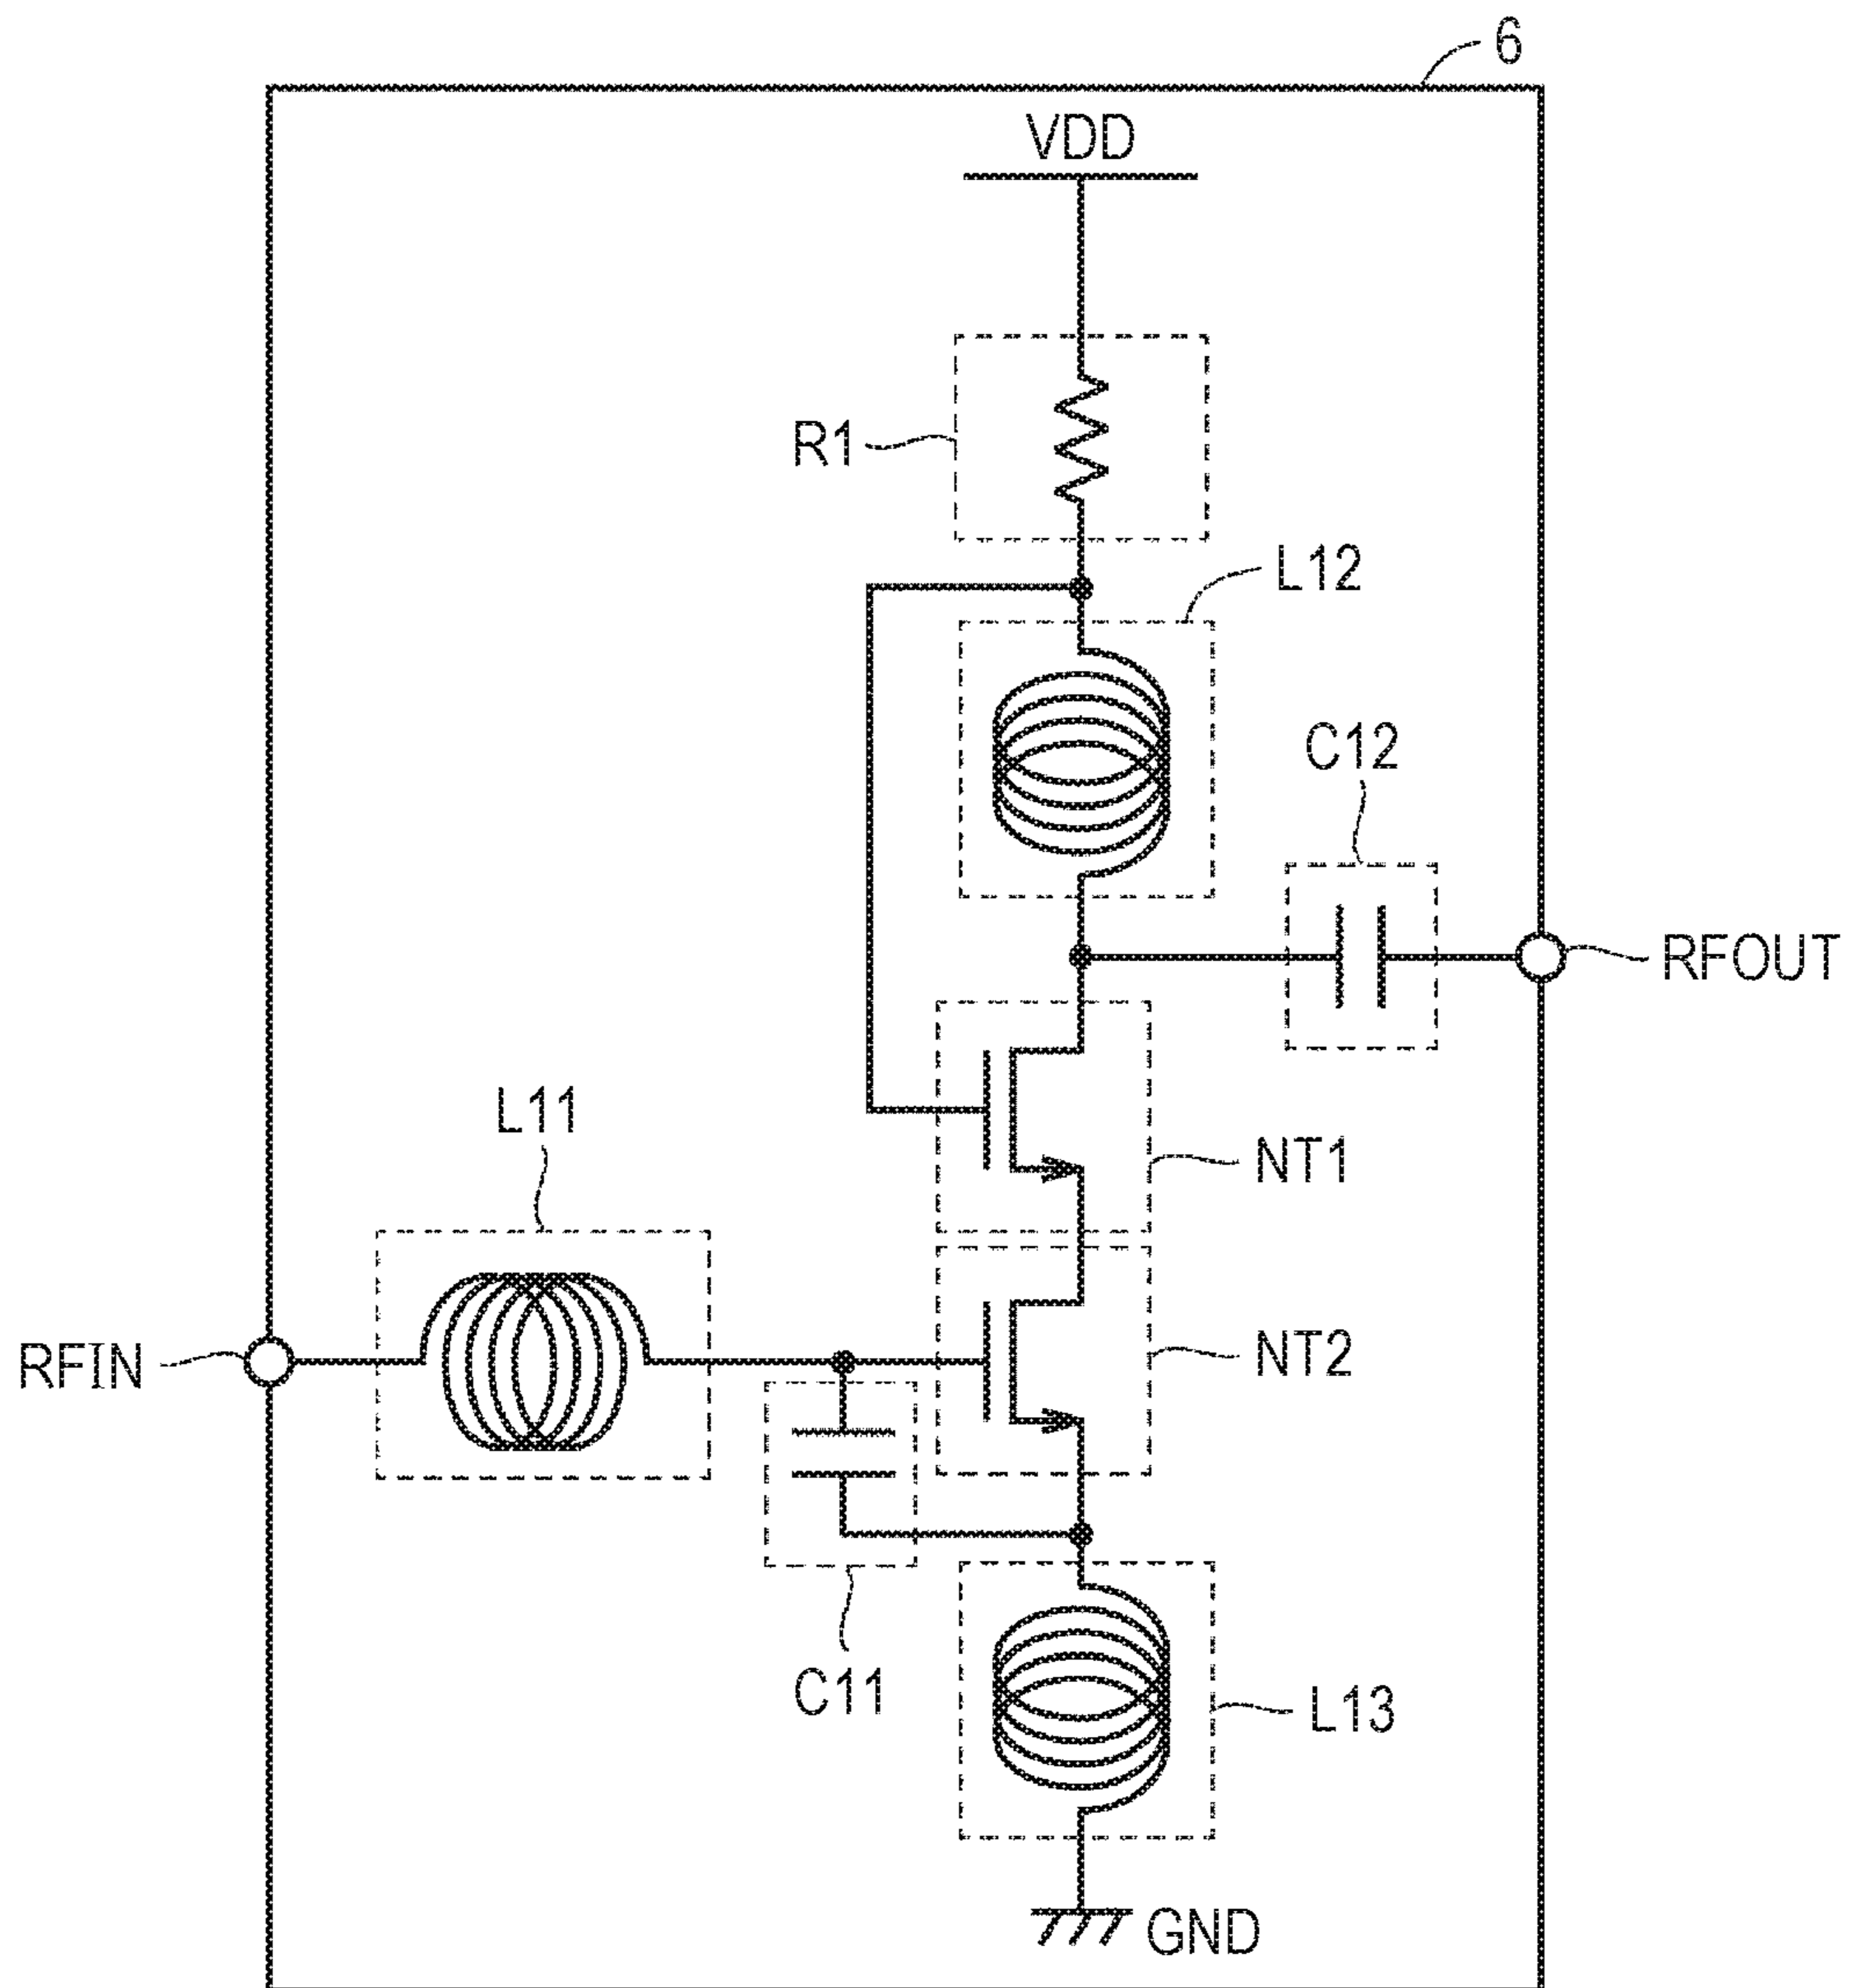 6
VDD
R1
L12
C12
RFOUT
L11
NT1
RFIN
NT2
C11
L13
GND